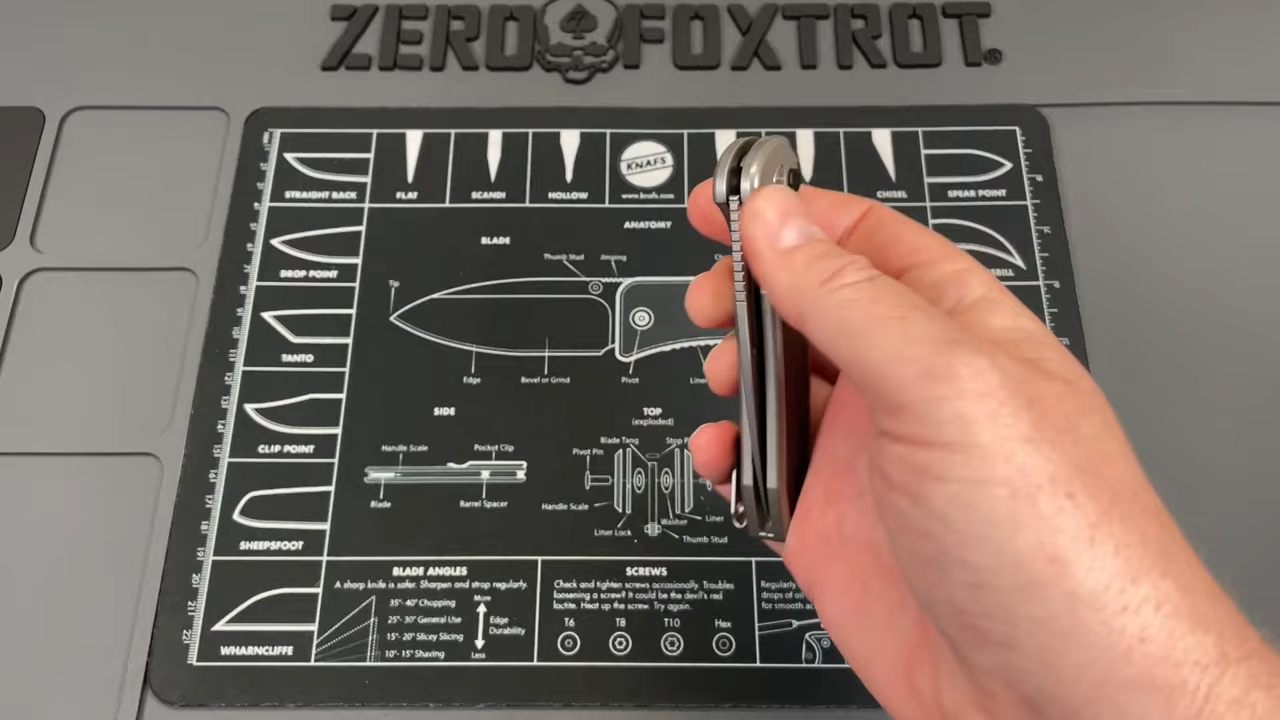 ZERO FOXTROT®
STRAIGHT BACK
FLAT
SCANDI
HOLLOW
KNAFS
www.knafs.com
CHISEL
SPEAR POINT
DROP POINT
TANTO
CLIP POINT
SHEEPSFOOT
WHARNCLIFFE
ANATOMY
BLADE
Thumb Stud
Jimping
Tip
Edge
Bevel or Grind
Pivot
Liner
SIDE
Handle Scale
Pocket Clip
Blade
Barrel Spacer
TOP
(exploded)
Blade Tang
Stop P
Pivot Pin
Handle Scale
Washer
Liner
Liner Lock
Thumb Stud
BLADE ANGLES
A sharp knife is safer. Sharpen and strop regularly.
35°- 40° Chopping
25°- 30° General Use
15°- 20° Slicey Slicing
10°- 15° Shaving
More
Edge
Durability
Less
SCREWS
Check and tighten screws occasionally. Troubles
loosening a screw? It could be the devil's red
loctite. Heat up the screw. Try again.
T6
T8
T10
Hex
Regularly
drops of oil
for smooth ac